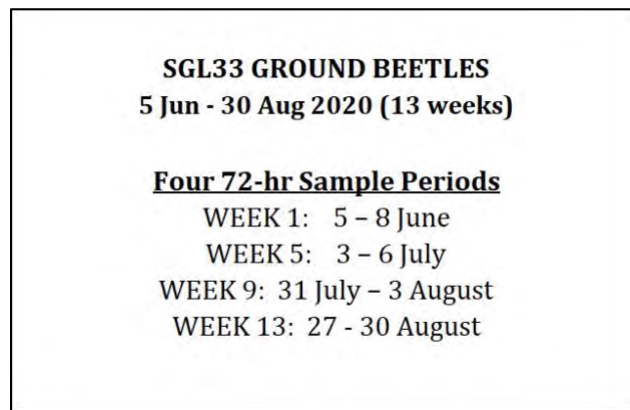 SGL33 GROUND BEETLES
5 Jun - 30 Aug 2020 (13 weeks)
Four 72-hr Sample Periods
WEEK 1: 5 – 8 June
WEEK 5: 3 – 6 July
WEEK 9: 31 July – 3 August
WEEK 13: 27 - 30 August